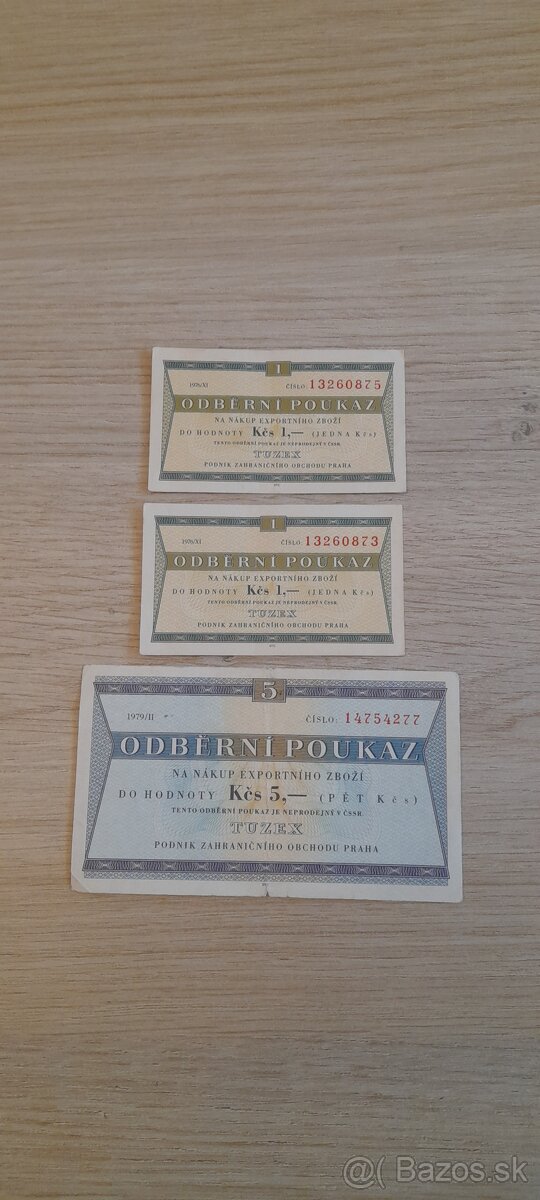 1
1978/XI ČÍSLO: 13260875
ODBĚRNÍ POUKAZ
NA NÁKUP EXPORTNÍHO ZBOŽÍ
DO HODNOTY Kčs 1,— (JEDNA Kčs)
TENTO ODBĚRNÍ POUKAZ JE NEPRODEJNÝ V ČSSR.
TUZEX
PODNIK ZAHRANIČNÍHO OBCHODU PRAHA
1
1978/XI ČÍSLO: 13260873
ODBĚRNÍ POUKAZ
NA NÁKUP EXPORTNÍHO ZBOŽÍ
DO HODNOTY Kčs 1,— (JEDNA Kčs)
TENTO ODBĚRNÍ POUKAZ JE NEPRODEJNÝ V ČSSR.
TUZEX
PODNIK ZAHRANIČNÍHO OBCHODU PRAHA
5
1979/II ČÍSLO: 14754277
ODBĚRNÍ POUKAZ
NA NÁKUP EXPORTNÍHO ZBOŽÍ
DO HODNOTY Kčs 5,— (PĚT Kčs)
TENTO ODBĚRNÍ POUKAZ JE NEPRODEJNÝ V ČSSR.
TUZEX
PODNIK ZAHRANIČNÍHO OBCHODU PRAHA
@( Bazos.sk